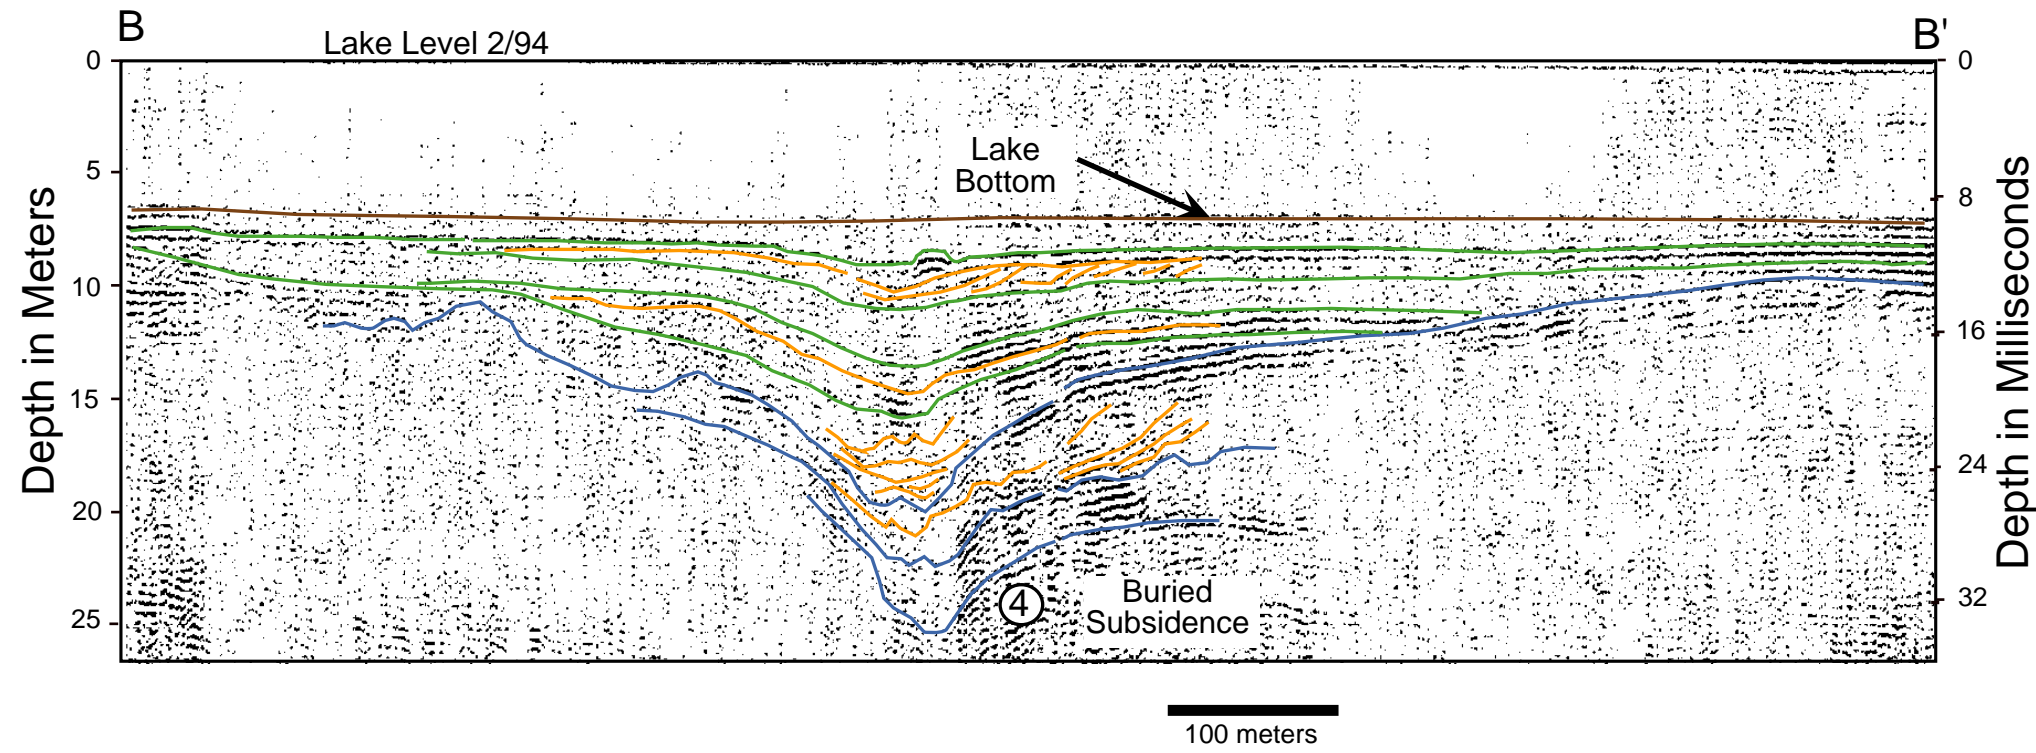 B
B'
Lake Level 2/94
0
5
10
15
20
25
Depth in Meters
Lake
Bottom
4
Buried
Subsidence
0
8
16
24
32
Depth in Milliseconds
100 meters